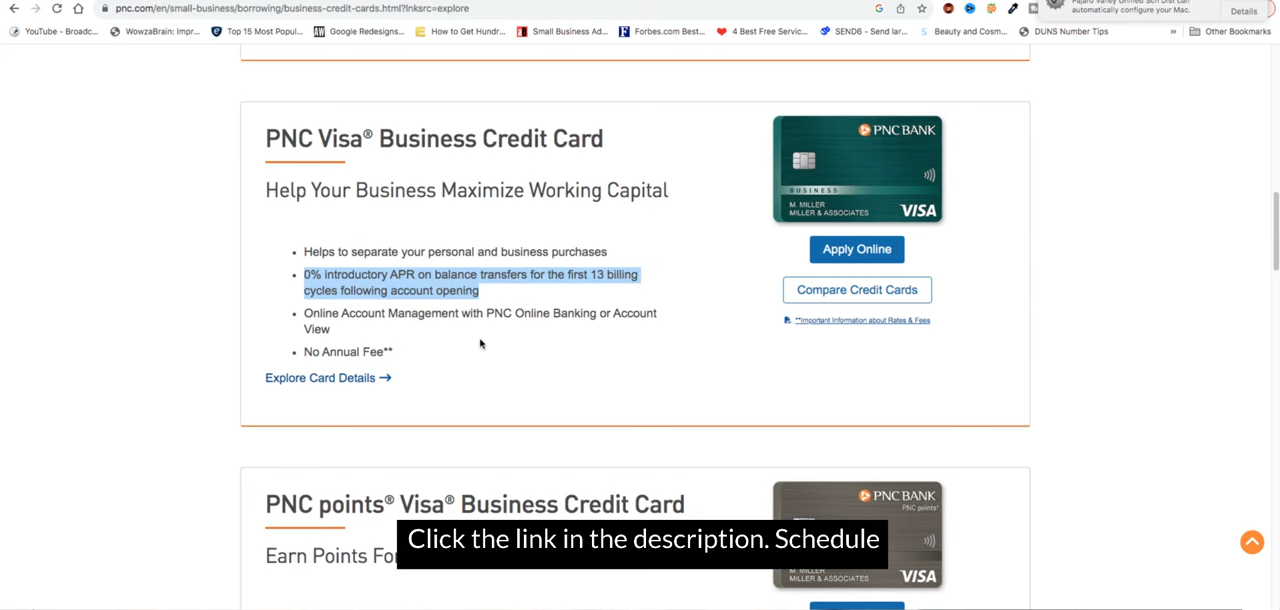 pnc.com/en/small-business/borrowing/business-credit-cards.html?lnksrc=explore
Pajaro Valley Unified Sch Dist can
automatically configure your Mac.
Details
YouTube - Broadc...
WowzaBrain: Impr...
Top 15 Most Popul...
Google Redesigns...
How to Get Hundr...
Small Business Ad...
Forbes.com Best...
4 Best Free Servic...
SEND6 - Send lar...
Beauty and Cosm...
DUNS Number Tips
»
Other Bookmarks
PNC Visa® Business Credit Card
Help Your Business Maximize Working Capital
• Helps to separate your personal and business purchases
• 0% introductory APR on balance transfers for the first 13 billing
cycles following account opening
• Online Account Management with PNC Online Banking or Account
View
• No Annual Fee**
Explore Card Details →
PNC BANK
BUSINESS
M. MILLER
MILLER & ASSOCIATES
VISA
Apply Online
Compare Credit Cards
**Important Information about Rates & Fees
PNC points® Visa® Business Credit Card
Earn Points Fo
PNC BANK
PNC points®
MILLER & ASSOCIATES
VISA
Click the link in the description. Schedule